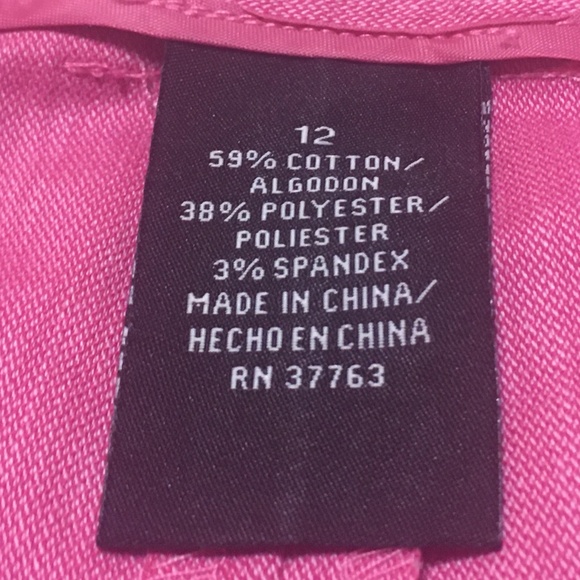 12
59% COTTON/
ALGODON
38% POLYESTER/
POLIESTER
3% SPANDEX
MADE IN CHINA/
HECHO EN CHINA
RN 37763